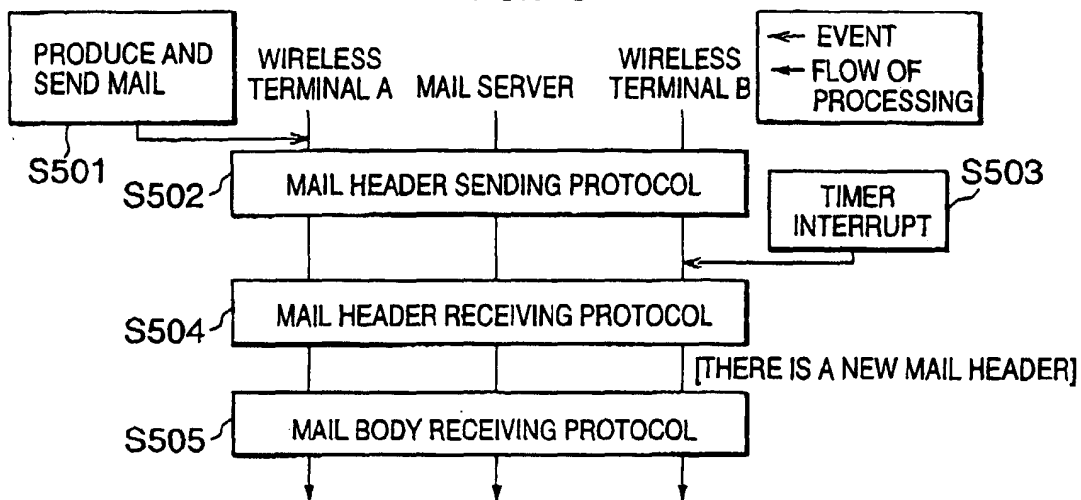 PRODUCE AND
SEND MAIL
S501
WIRELESS
TERMINAL A
MAIL SERVER
WIRELESS
TERMINAL B
EVENT
FLOW OF
PROCESSING
S502
MAIL HEADER SENDING PROTOCOL
S503
TIMER
INTERRUPT
S504
MAIL HEADER RECEIVING PROTOCOL
[THERE IS A NEW MAIL HEADER]
S505
MAIL BODY RECEIVING PROTOCOL